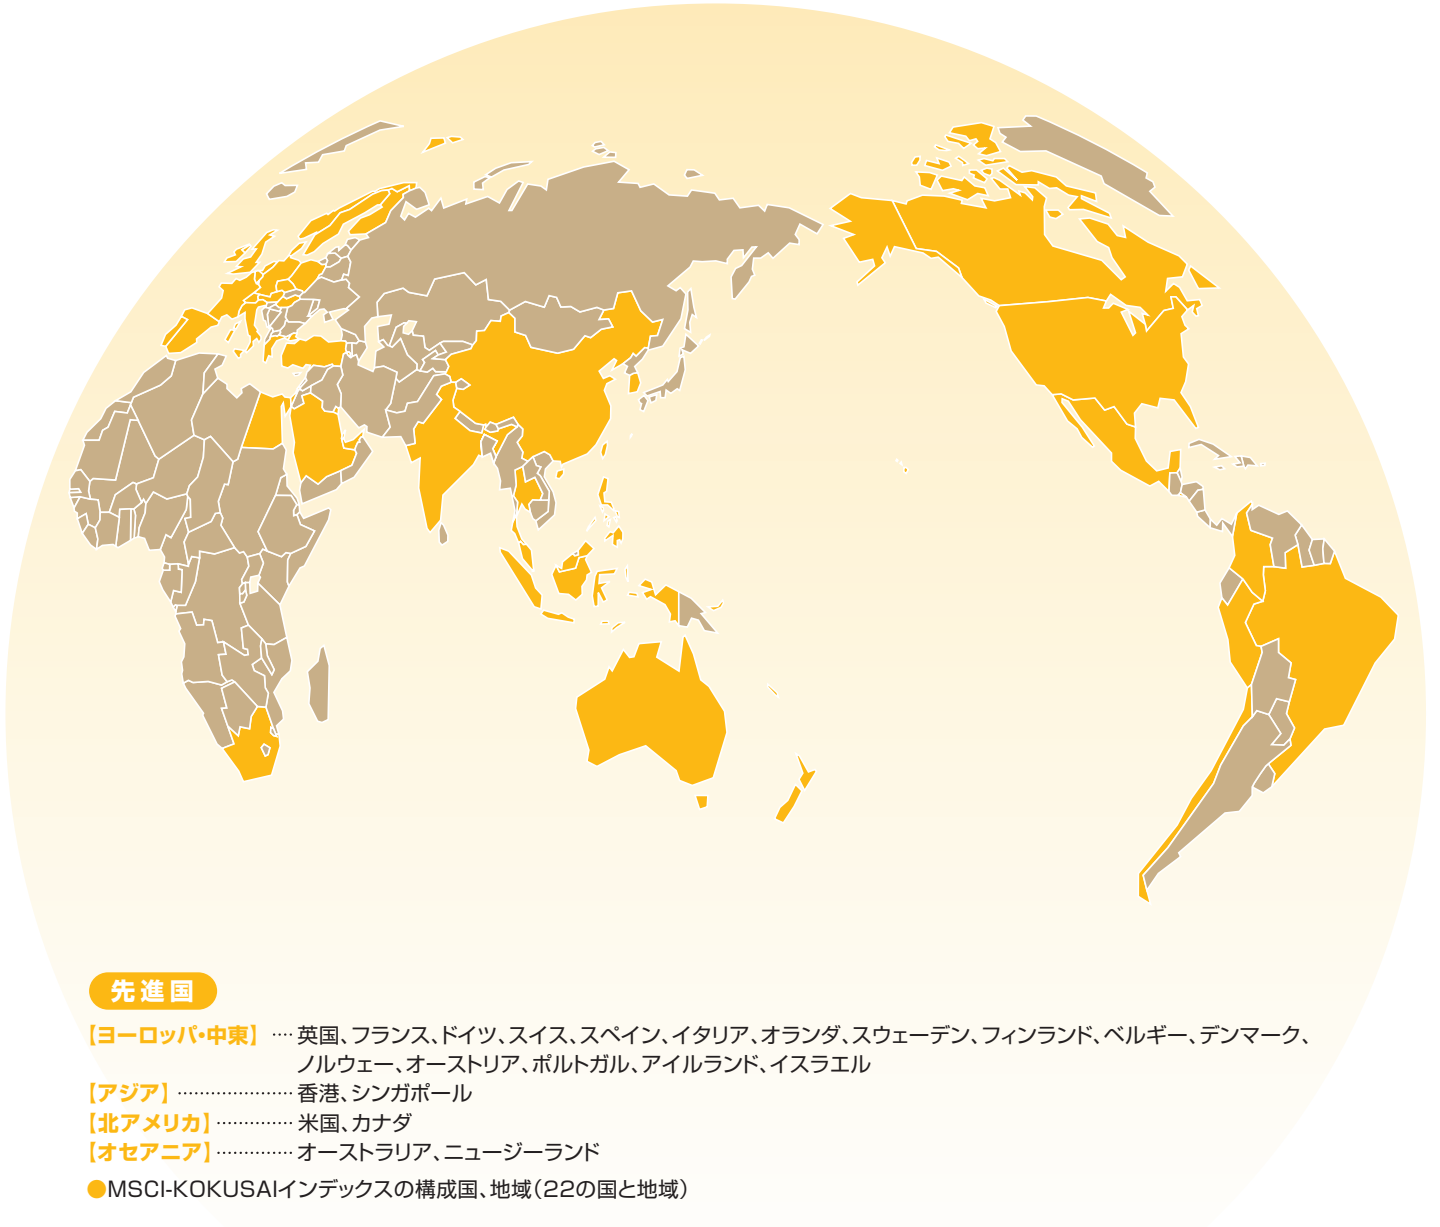 先進国
【ヨーロッパ・中東】 …… 英国、フランス、ドイツ、スイス、スペイン、イタリア、オランダ、スウェーデン、フィンランド、ベルギー、デンマーク、
ノルウェー、オーストリア、ポルトガル、アイルランド、イスラエル
【アジア】 ………………… 香港、シンガポール
【北アメリカ】 …………… 米国、カナダ
【オセアニア】 …………… オーストラリア、ニュージーランド
●MSCI-KOKUSAIインデックスの構成国、地域（22の国と地域）